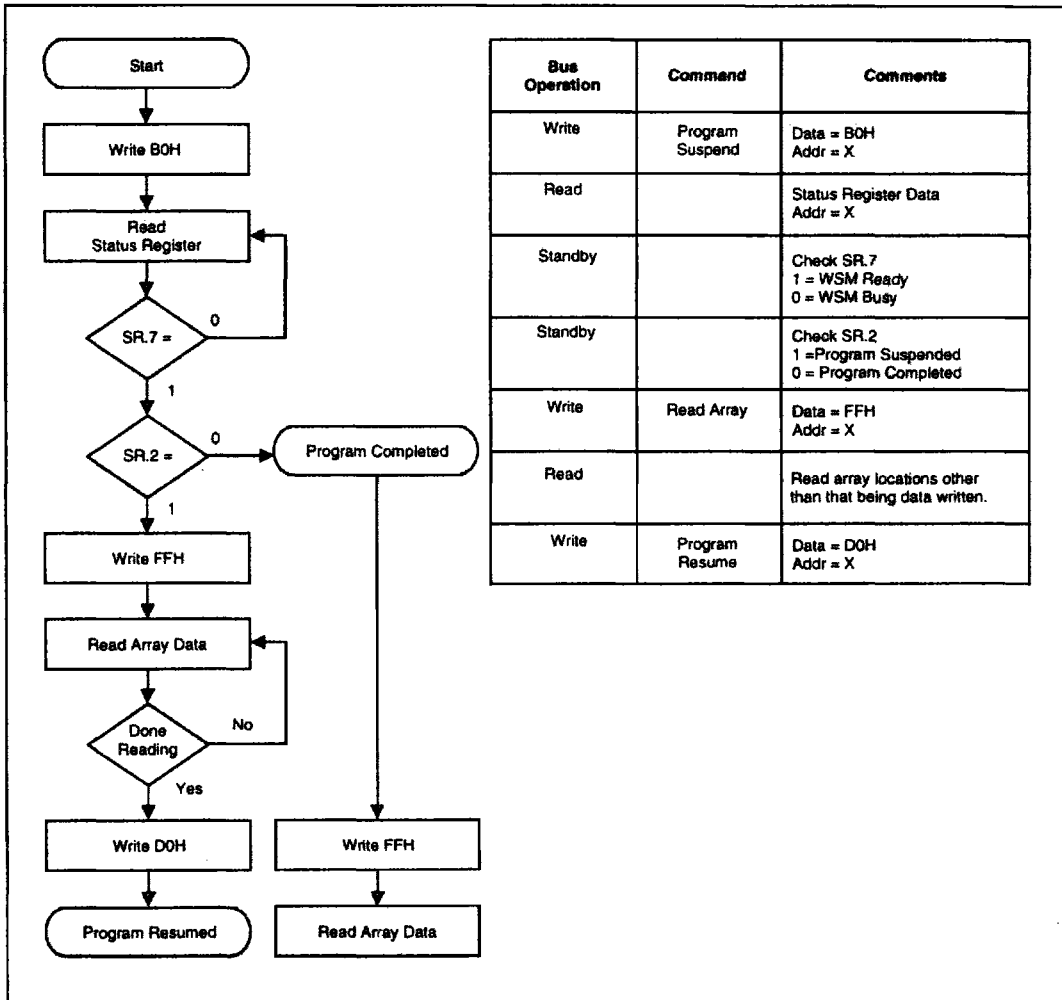 Start
Write B0H
Read
Status Register
SR.7 =
0
1
SR.2 =
0
Program Completed
1
Write FFH
Read Array Data
Done
Reading
No
Yes
Write D0H
Write FFH
Program Resumed
Read Array Data
Bus
Operation
Command
Comments
Write
Program
Suspend
Data = B0H
Addr = X
Read
Status Register Data
Addr = X
Standby
Check SR.7
1 = WSM Ready
0 = WSM Busy
Standby
Check SR.2
1 =Program Suspended
0 = Program Completed
Write
Read Array
Data = FFH
Addr = X
Read
Read array locations other
than that being data written.
Write
Program
Resume
Data = D0H
Addr = X